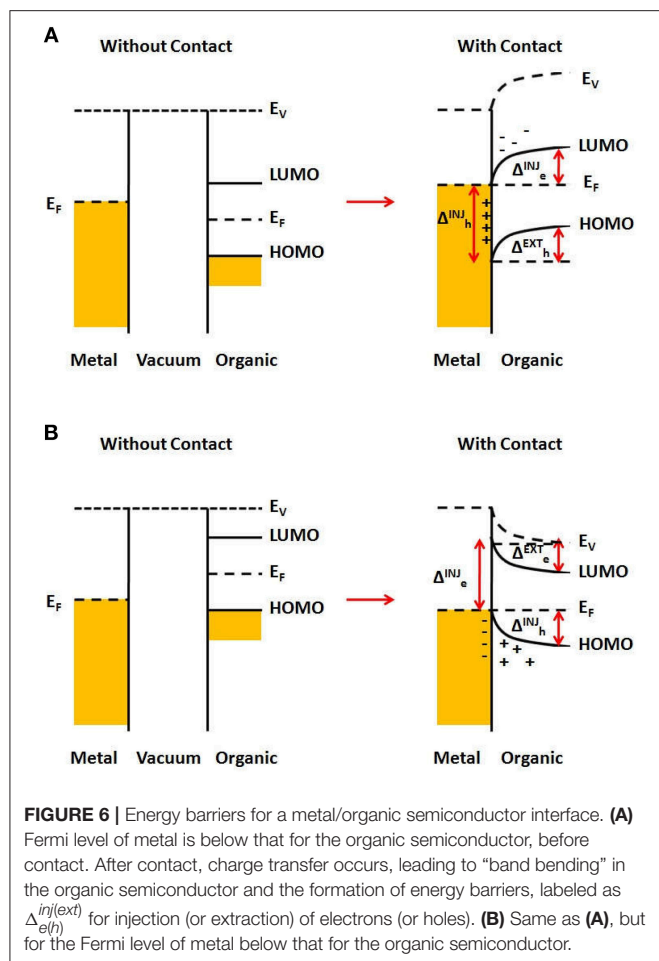 A
Without Contact
With Contact
E_V
E_V
LUMO
LUMO
E_F
E_F
E_F
HOMO
HOMO
Δ^INJ_e
Δ^INJ_h
Δ^EXT_h
- - -
-
+
+
+
+
Metal Vacuum Organic
Metal Organic
B
Without Contact
With Contact
E_V
E_V
LUMO
LUMO
E_F
E_F
E_F
HOMO
HOMO
Δ^EXT_e
Δ^INJ_e
Δ^INJ_h
-
-
-
-
+ +
+
+ +
Metal Vacuum Organic
Metal Organic
FIGURE 6 | Energy barriers for a metal/organic semiconductor interface. (A)
Fermi level of metal is below that for the organic semiconductor, before
contact. After contact, charge transfer occurs, leading to “band bending” in
the organic semiconductor and the formation of energy barriers, labeled as
Δ^inj(ext)_e(h) for injection (or extraction) of electrons (or holes). (B) Same as (A), but
for the Fermi level of metal below that for the organic semiconductor.